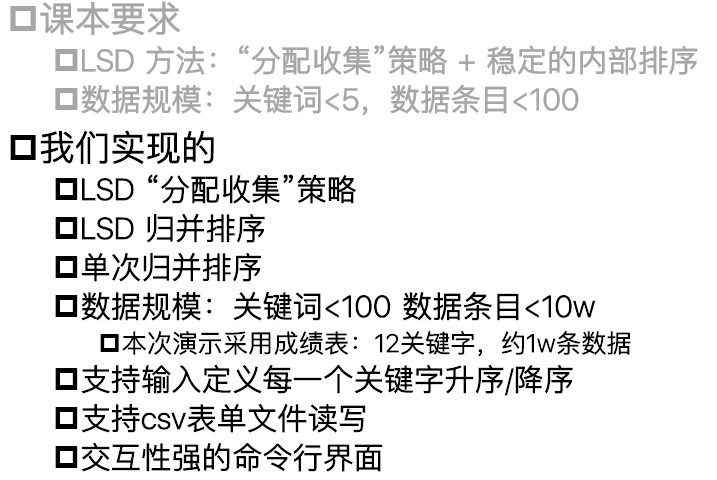 课本要求
LSD 方法：“分配收集”策略 + 稳定的内部排序
数据规模：关键词<5，数据条目<100
我们实现的
LSD “分配收集”策略
LSD 归并排序
单次归并排序
数据规模：关键词<100 数据条目<10w
本次演示采用成绩表：12关键字，约1w条数据
支持输入定义每一个关键字升序/降序
支持csv表单文件读写
交互性强的命令行界面